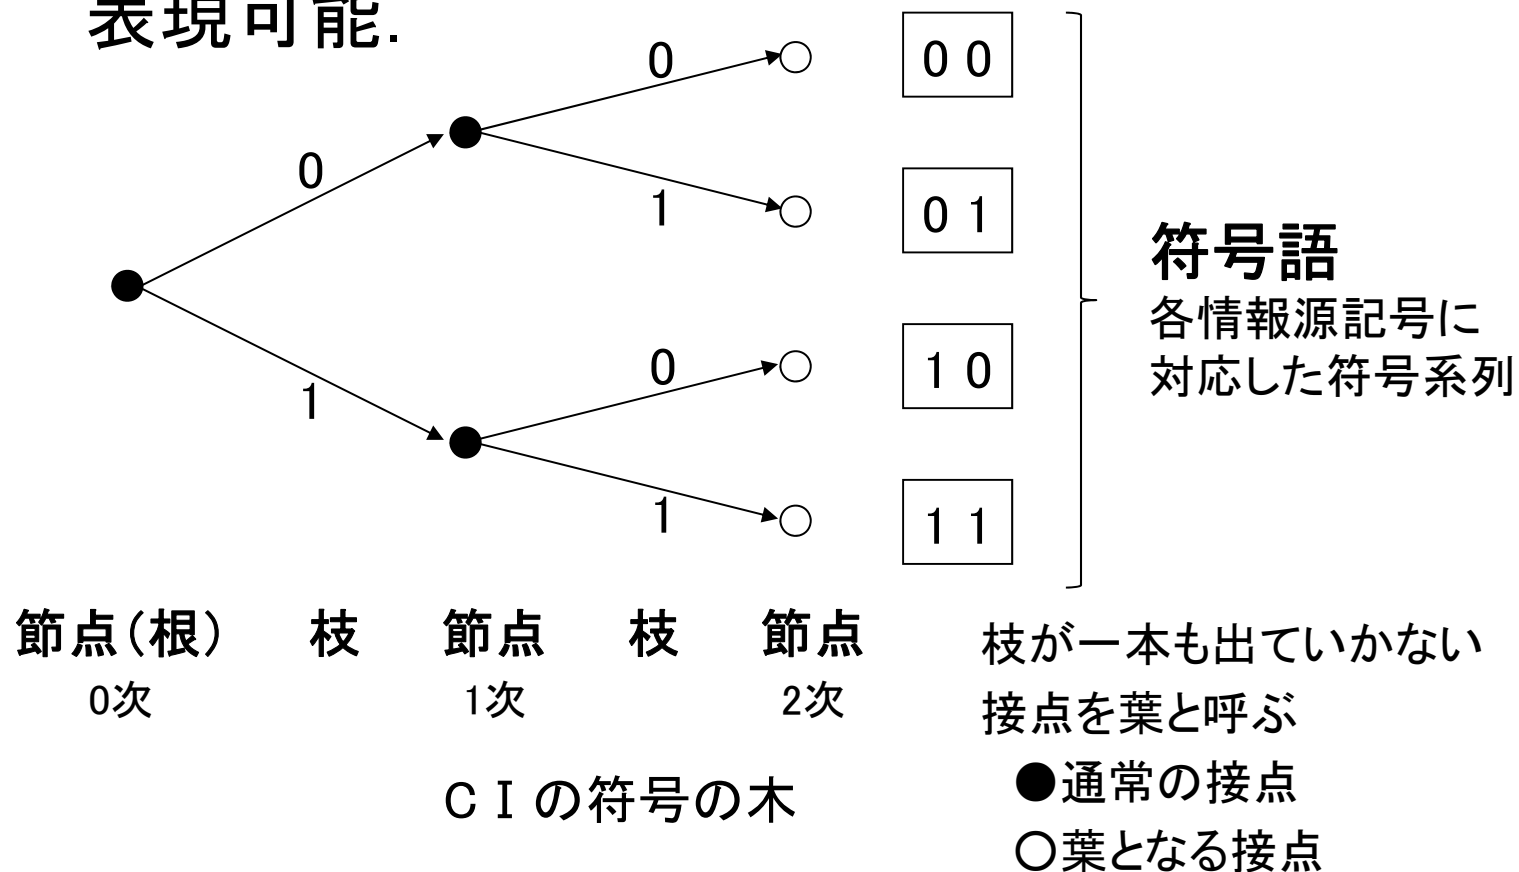 表現可能.
0
0 0
0
1
0 1
符号語
各情報源記号に
対応した符号系列
0
1 0
1
1
1 1
節点(根) 枝 節点 枝 節点
0次 1次 2次
枝が一本も出ていかない
接点を葉と呼ぶ
●通常の接点
○葉となる接点
CⅠの符号の木